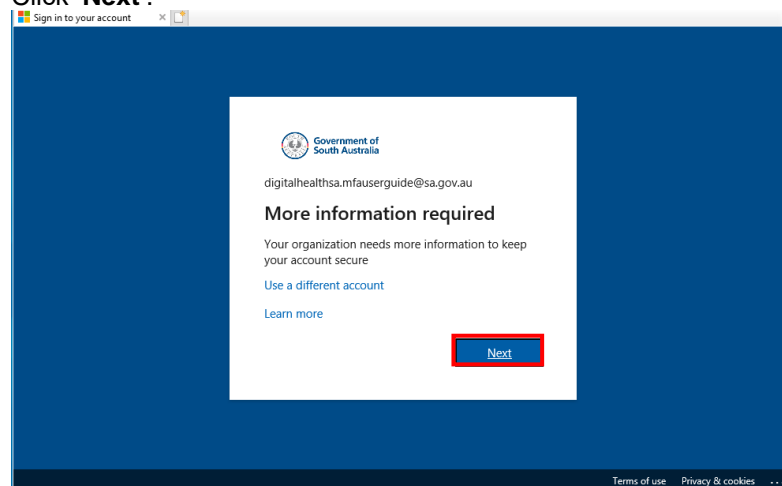 Click 'Next'.
Sign in to your account
Government of
South Australia
digitalhealthsa.mfauserguide@sa.gov.au
More information required
Your organization needs more information to keep
your account secure
Use a different account
Learn more
Next
Terms of use Privacy & cookies